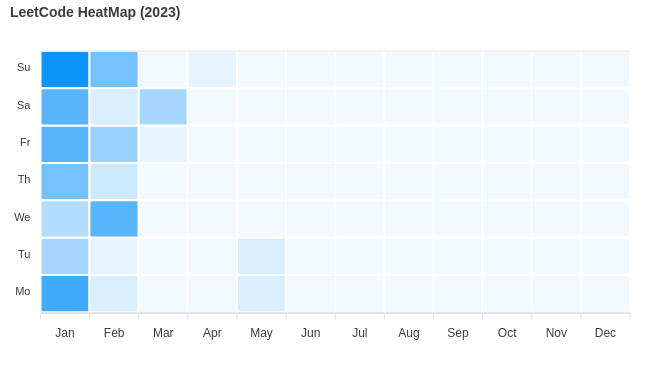 LeetCode HeatMap (2023)
Su
Sa
Fr
Th
We
Tu
Mo
Jan Feb Mar Apr May Jun Jul Aug Sep Oct Nov Dec